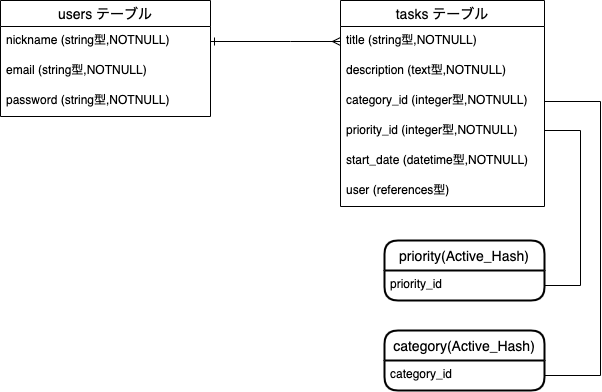 users テーブル
nickname (string型,NOTNULL)
email (string型,NOTNULL)
password (string型,NOTNULL)
tasks テーブル
title (string型,NOTNULL)
description (text型,NOTNULL)
category_id (integer型,NOTNULL)
priority_id (integer型,NOTNULL)
start_date (datetime型,NOTNULL)
user (references型)
priority(Active_Hash)
priority_id
category(Active_Hash)
category_id